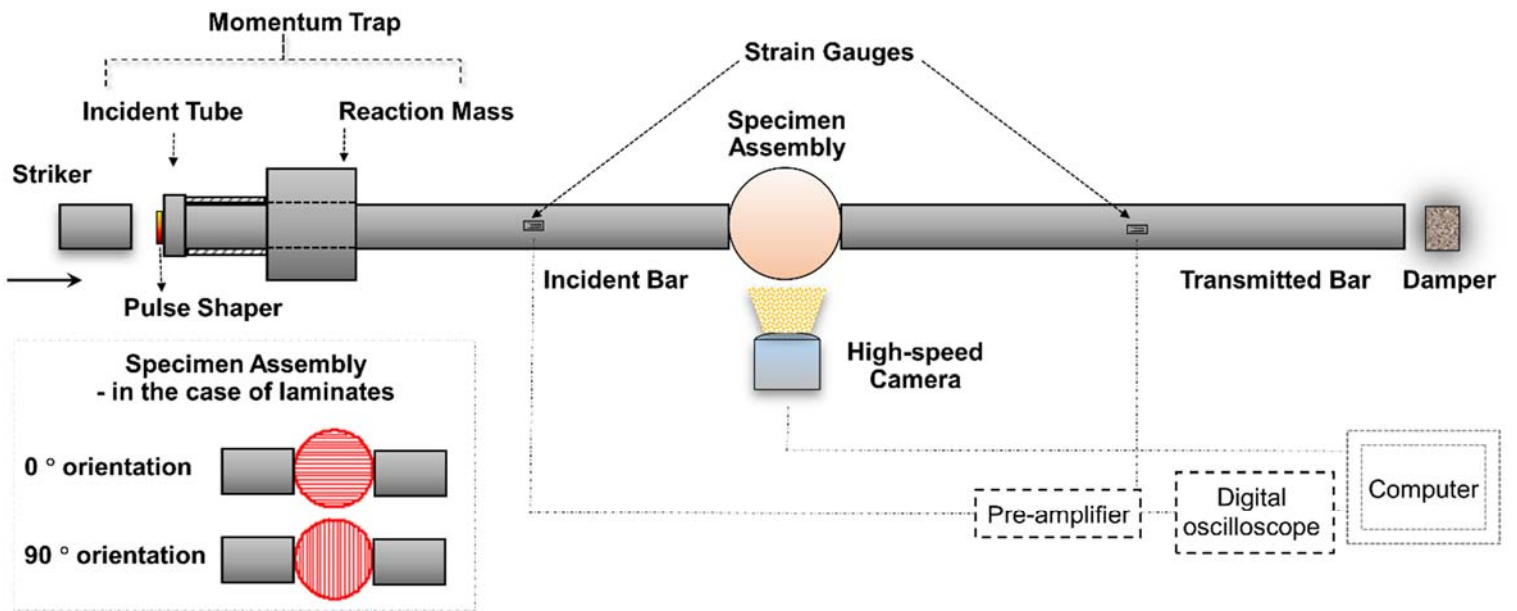 Momentum Trap
Strain Gauges
Incident Tube
Reaction Mass
Specimen
Assembly
Striker
Incident Bar
Transmitted Bar
Damper
Pulse Shaper
High-speed
Camera
Specimen Assembly
- in the case of laminates
0 ° orientation
90 ° orientation
Pre-amplifier
Digital
oscilloscope
Computer